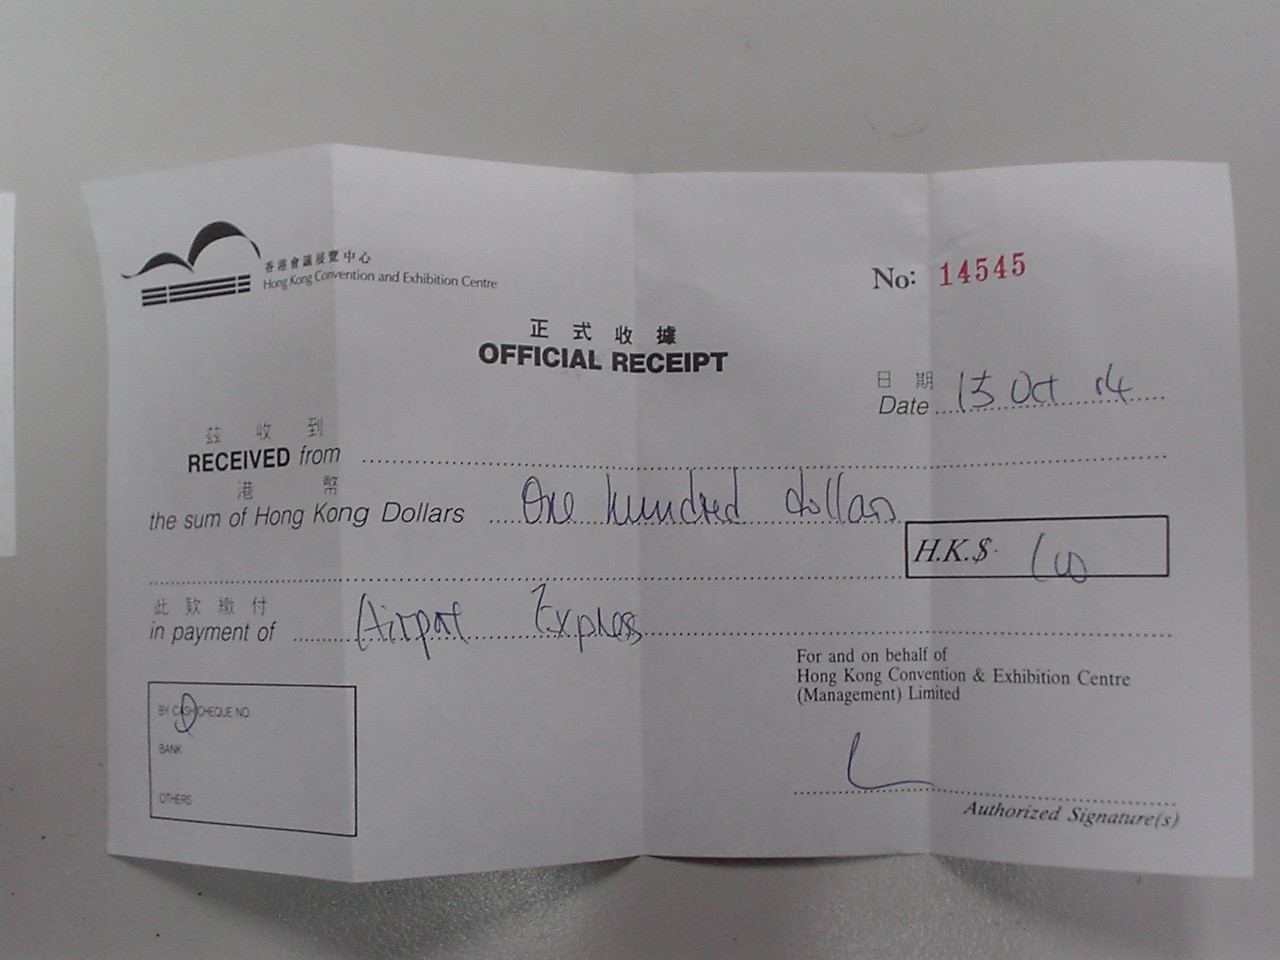 香港會議展覽中心
Hong Kong Convention and Exhibition Centre
No: 14545
正式收據
OFFICIAL RECEIPT
日期
Date 15 Oct 14
茲收到
RECEIVED from
港幣
the sum of Hong Kong Dollars One hundred dollars
H.K.$ 100
此款繳付
in payment of Airport Express
For and on behalf of
Hong Kong Convention & Exhibition Centre
(Management) Limited
BY CASH/CHEQUE NO.
BANK
OTHERS
Authorized Signature(s)